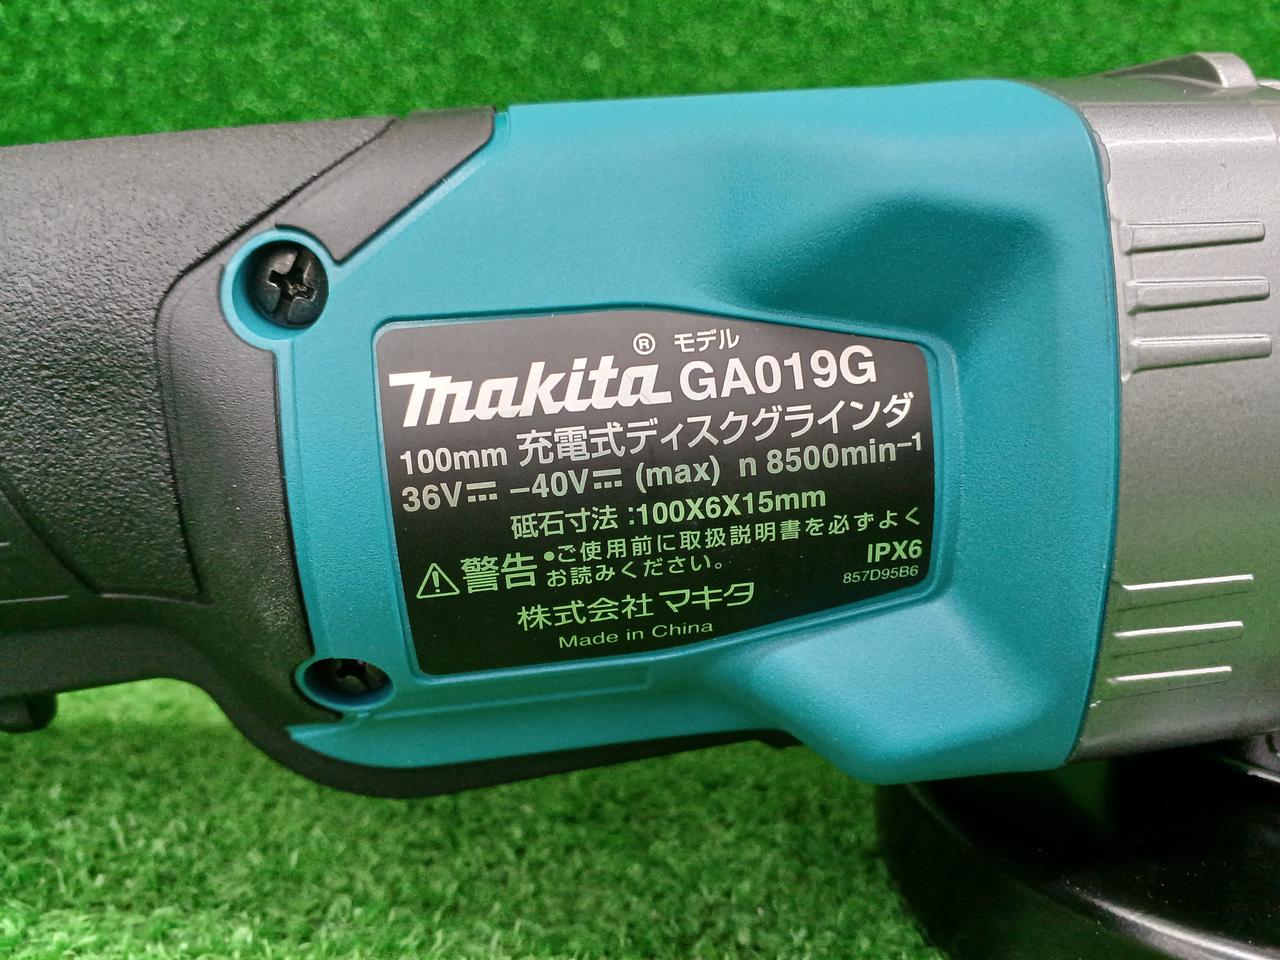 makita® モデル GA019G
100mm 充電式ディスクグラインダ
36V⎓ –40V⎓ (max) n 8500min–1
砥石寸法 :100X6X15mm
⚠警告 •ご使用前に取扱説明書を必ずよく
お読みください。
IPX6
857D95B6
株式会社 マキタ
Made in China